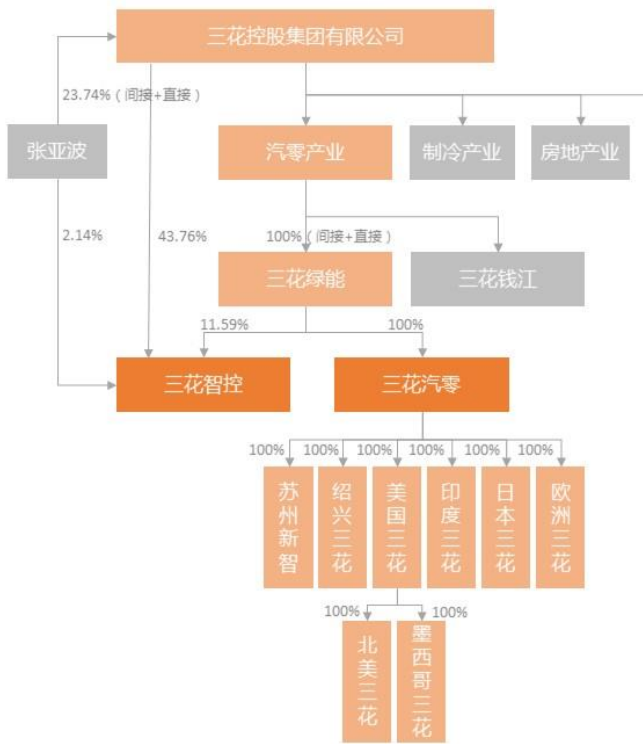 三花控股集团有限公司
23.74%（间接+直接）
张亚波
汽零产业
制冷产业
房地产业
2.14%
43.76%
100%（间接+直接）
三花绿能
三花钱江
11.59%
100%
三花智控
三花汽零
100%
100%
100%
100%
100%
100%
苏州新智
绍兴三花
美国三花
印度三花
日本三花
欧洲三花
100%
100%
北美三花
墨西哥三花